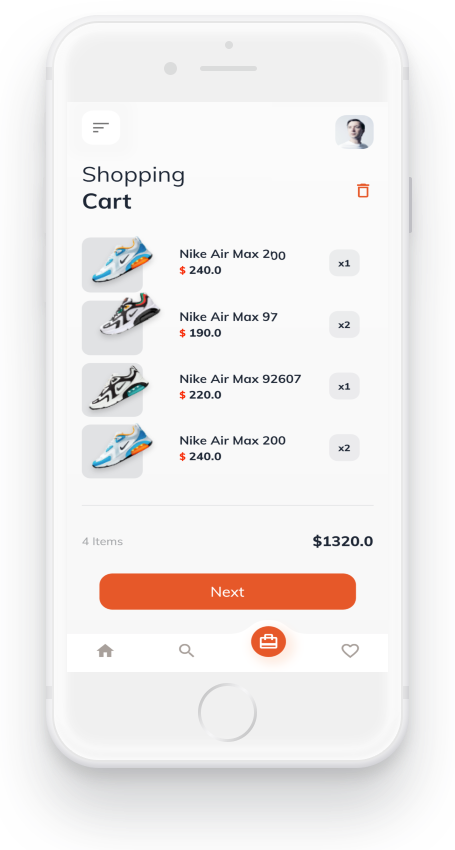 Shopping
Cart
Nike Air Max 200
$ 240.0
x1
Nike Air Max 97
$ 190.0
x2
Nike Air Max 92607
$ 220.0
x1
Nike Air Max 200
$ 240.0
x2
4 Items
$1320.0
Next